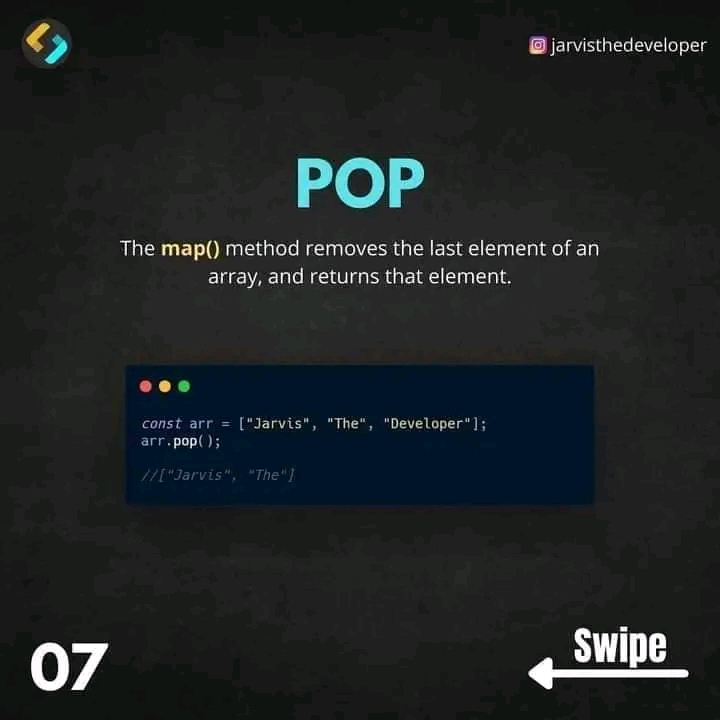 jarvisthedeveloper
POP
The map() method removes the last element of an
array, and returns that element.
const arr = ["Jarvis", "The", "Developer"];
arr.pop();
//["Jarvis", "The"]
07
Swipe